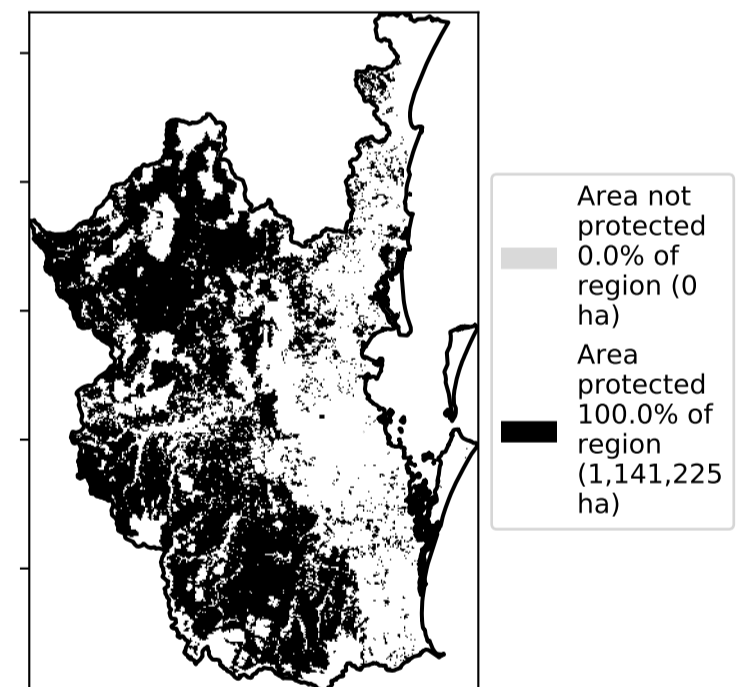 Area not
protected
0.0% of
region (0
ha)
Area
protected
100.0% of
region
(1,141,225
ha)